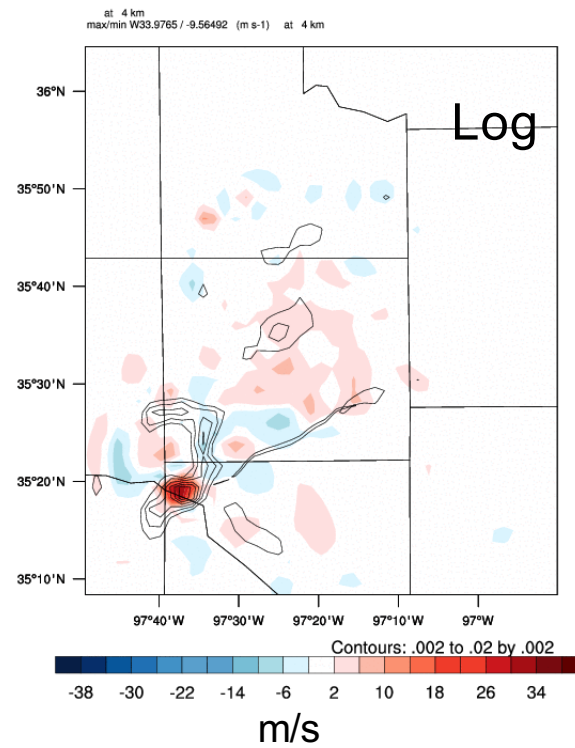 at 4 km
max/min W33.9765 / -9.56492 (m s-1) at 4 km
Log
36°N
35°50'N
35°40'N
35°30'N
35°20'N
35°10'N
97°40'W 97°30'W 97°20'W 97°10'W 97°W
Contours: .002 to .02 by .002
-38 -30 -22 -14 -6 2 10 18 26 34
m/s